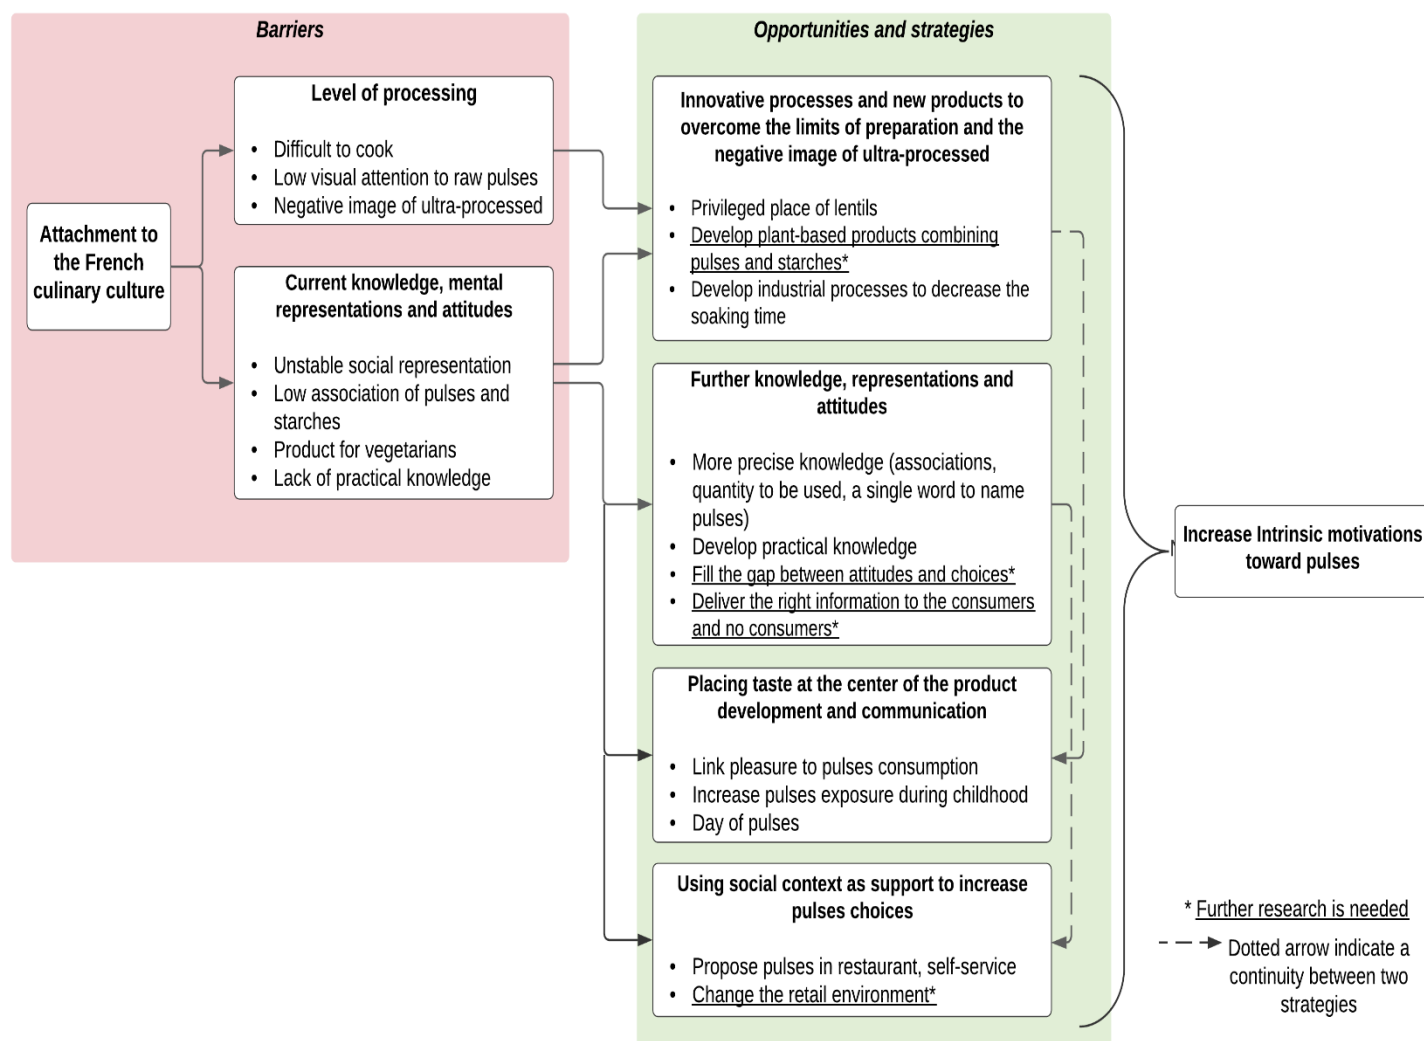 Barriers
Level of processing
• Difficult to cook
• Low visual attention to raw pulses
• Negative image of ultra-processed
Attachment to
the French
culinary culture
Current knowledge, mental
representations and attitudes
• Unstable social representation
• Low association of pulses and
starches
• Product for vegetarians
• Lack of practical knowledge
Opportunities and strategies
Innovative processes and new products to
overcome the limits of preparation and the
negative image of ultra-processed
• Privileged place of lentils
• Develop plant-based products combining
pulses and starches*
• Develop industrial processes to decrease the
soaking time
Further knowledge, representations and
attitudes
• More precise knowledge (associations,
quantity to be used, a single word to name
pulses)
• Develop practical knowledge
• Fill the gap between attitudes and choices*
• Deliver the right information to the consumers
and no consumers*
Placing taste at the center of the product
development and communication
• Link pleasure to pulses consumption
• Increase pulses exposure during childhood
• Day of pulses
Using social context as support to increase
pulses choices
• Propose pulses in restaurant, self-service
• Change the retail environment*
Increase Intrinsic motivations
toward pulses
* Further research is needed
Dotted arrow indicate a
continuity between two
strategies